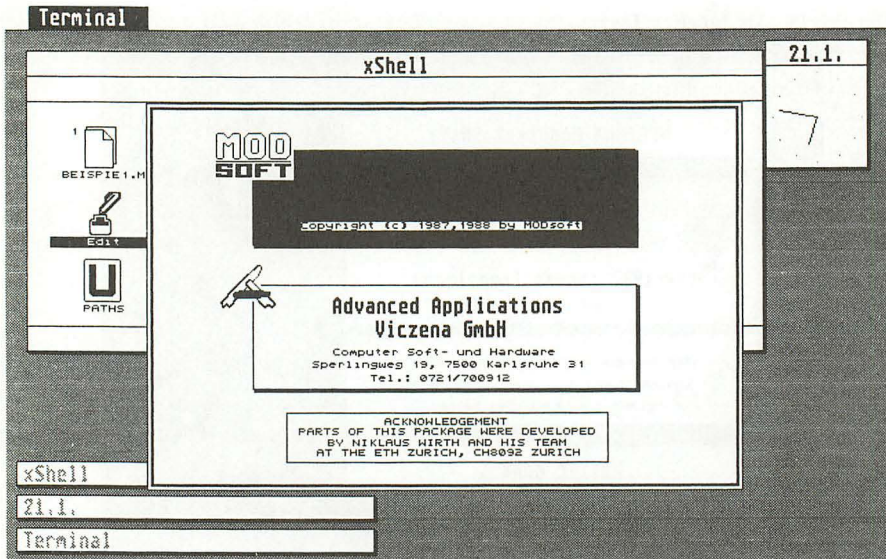 Terminal
xShell
21.1.
1
BEISPIE1.M
Edit
U
PATHS
MOD
SOFT
Copyright (c) 1987,1988 by MODsoft
Advanced Applications
Viczena GmbH
Computer Soft- und Hardware
Sperlingsweg 19, 7500 Karlsruhe 31
Tel.: 0721/700912
ACKNOWLEDGEMENT
PARTS OF THIS PACKAGE WERE DEVELOPED
BY NIKLAUS WIRTH AND HIS TEAM
AT THE ETH ZURICH, CH8092 ZURICH
xShell
21.1.
Terminal